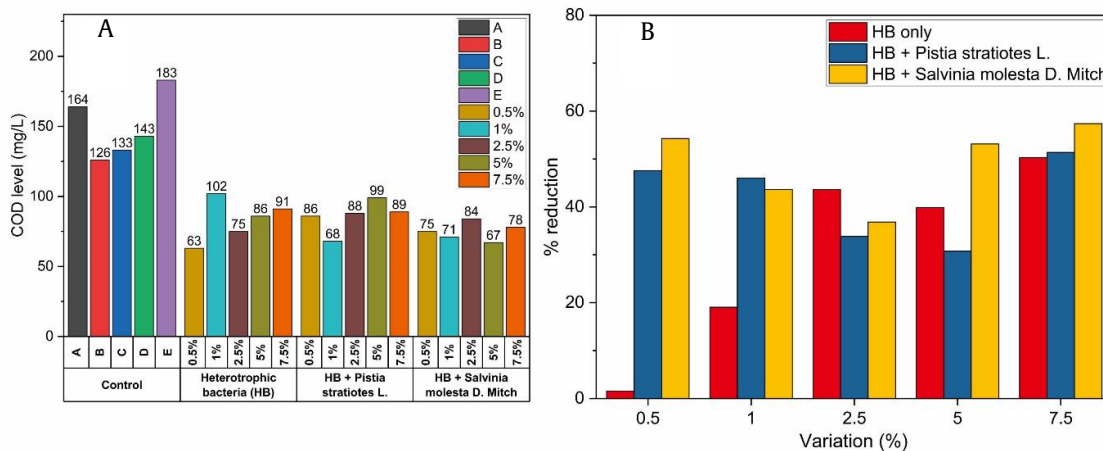 A
COD level (mg/L)
200
150
100
50
0
164
126
133
143
183
63
102
75
86
91
86
68
88
99
89
75
71
84
67
78
A
B
C
D
E
0.5%
1%
2.5%
5%
7.5%
A
B
C
D
E
0.5%
1%
2.5%
5%
7.5%
0.5%
1%
2.5%
5%
7.5%
0.5%
1%
2.5%
5%
7.5%
Control
Heterotrophic
bacteria (HB)
HB + Pistia
stratiotes L.
HB + Salvinia
molesta D. Mitch
B
% reduction
80
60
40
20
0
HB only
HB + Pistia stratiotes L.
HB + Salvinia molesta D. Mitch
0.5
1
2.5
5
7.5
Variation (%)